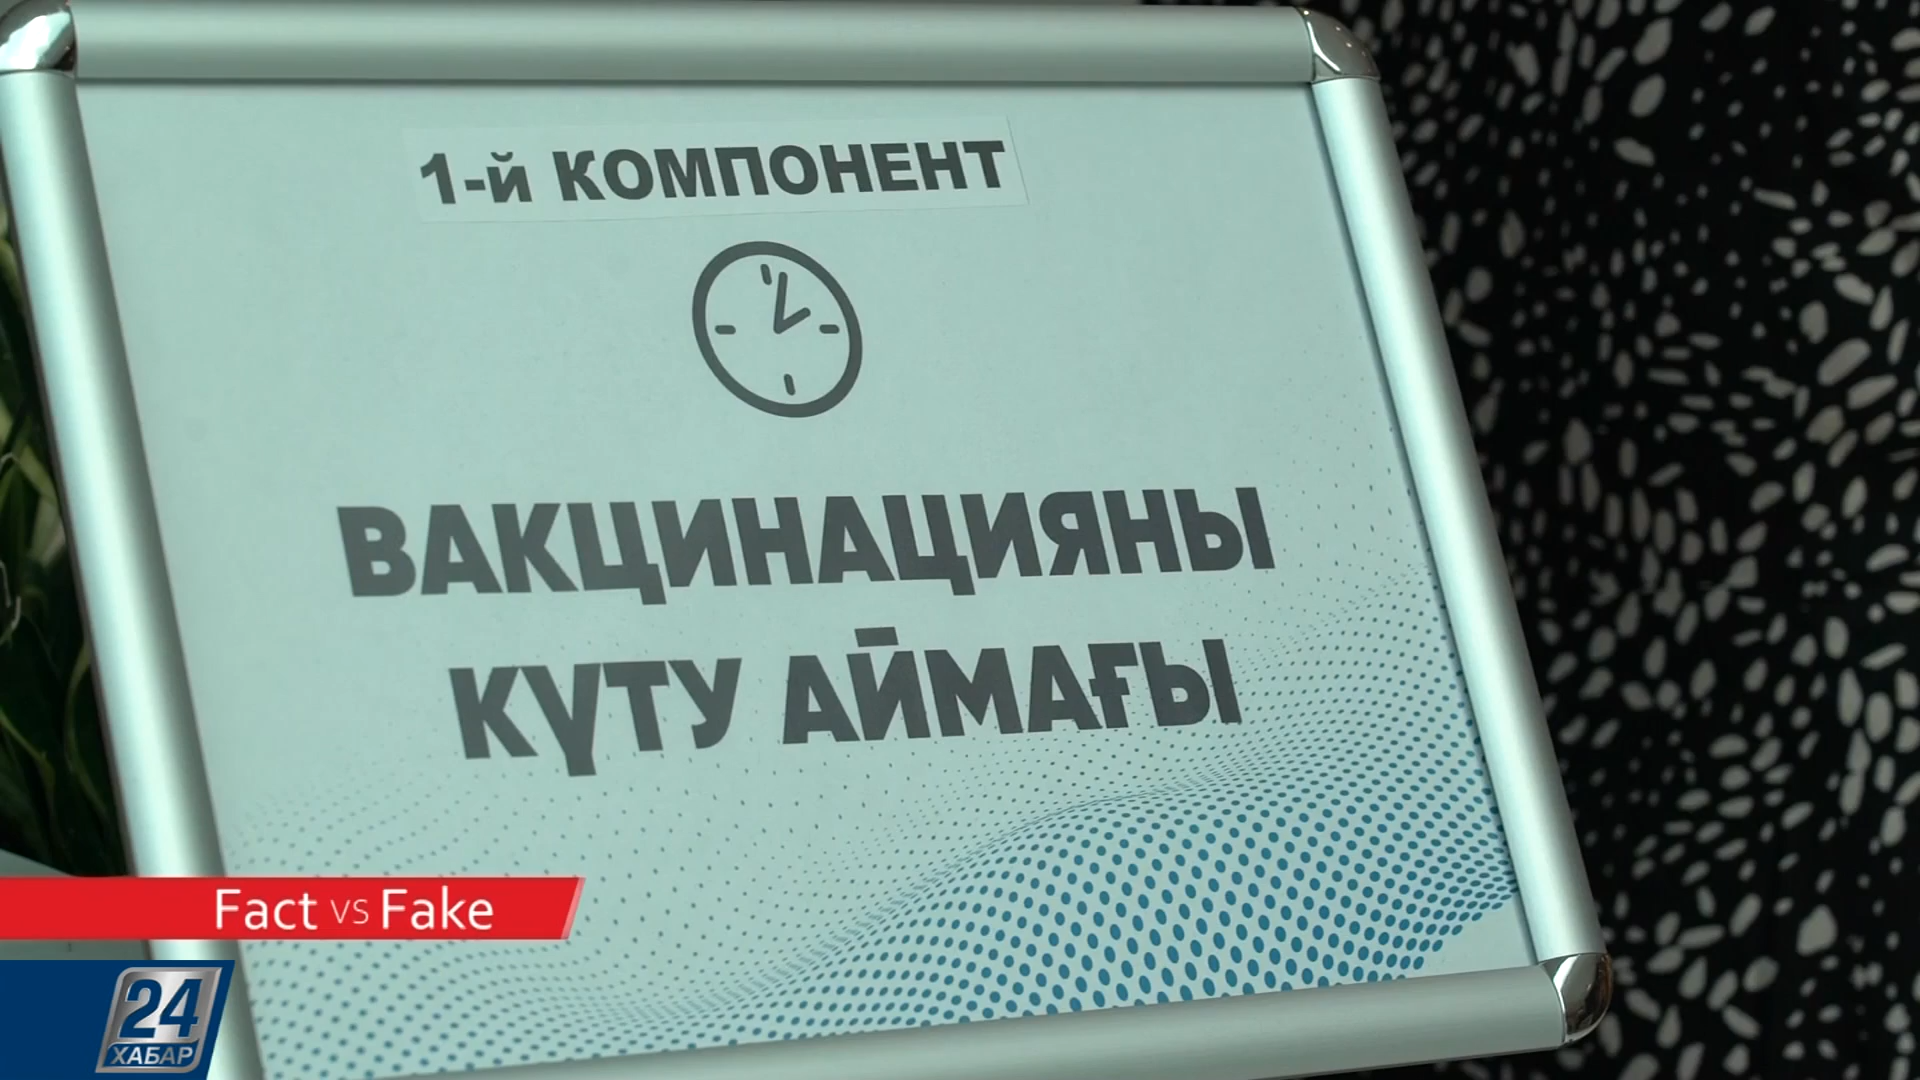 1-й КОМПОНЕНТ
ВАКЦИНАЦИЯНЫ
КҮТУ АЙМАҒЫ
Fact vs Fake
24
ХАБАР